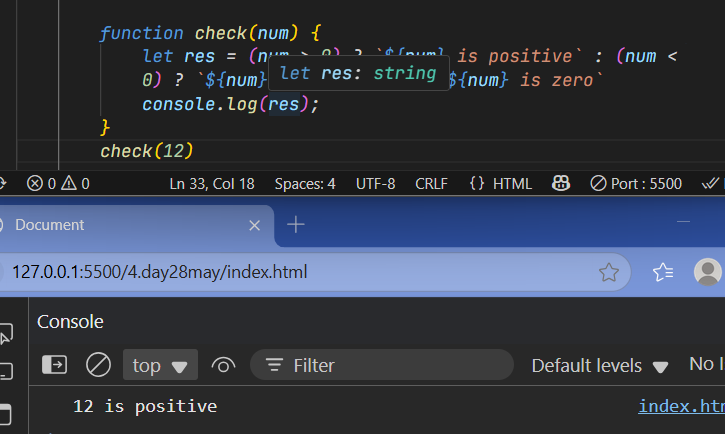 function check(num) {
let res = (num > 0) ? `${num} is positive` : (num <
let res: string
0) ? `${num} ${num} is zero`
console.log(res);
}
check(12)
0 0 Ln 33, Col 18 Spaces: 4 UTF-8 CRLF {} HTML Port : 5500
Document
127.0.0.1:5500/4.day28may/index.html
Console
top Filter Default levels No
12 is positive index.ht